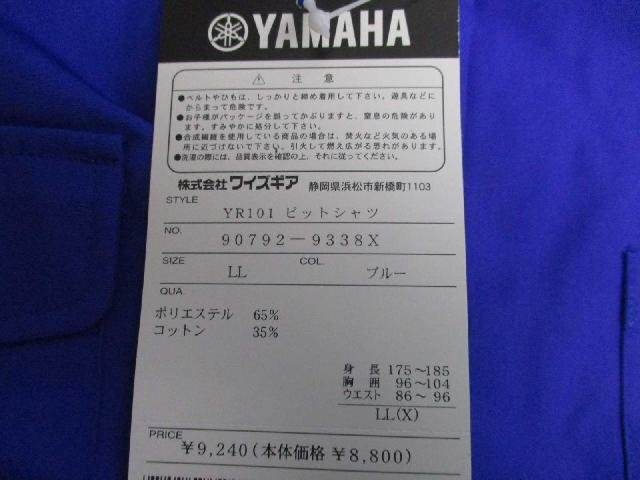 YAMAHA
⚠ 注意
●ベルトやひもは、しっかりと締め着用して下さい。遊具などに
からまって危険です。
●お子様がパッケージを誤ってかぶりますと、窒息の危険があり
ます。すみやかに処分して下さい。
●合成繊維を使用している商品の場合は、焚火など火気のある場
所に近づけないで下さい。引火して燃え広がる恐れがあります。
●洗濯の際には、品質表示を確認の上、それに従ってください。
株式会社ワイズギア 静岡県浜松市新橋町1103
STYLE
YR101 ピットシャツ
NO.
90792-9338X
SIZE LL COL. ブルー
QUA.
ポリエステル 65%
コットン 35%
身長 175~185
胸囲 96~104
ウエスト 86~96
LL(X)
PRICE
¥9,240(本体価格 ¥8,800)